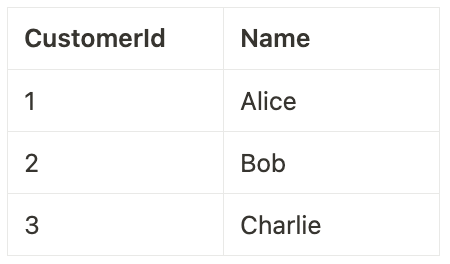 CustomerId Name
1 Alice
2 Bob
3 Charlie